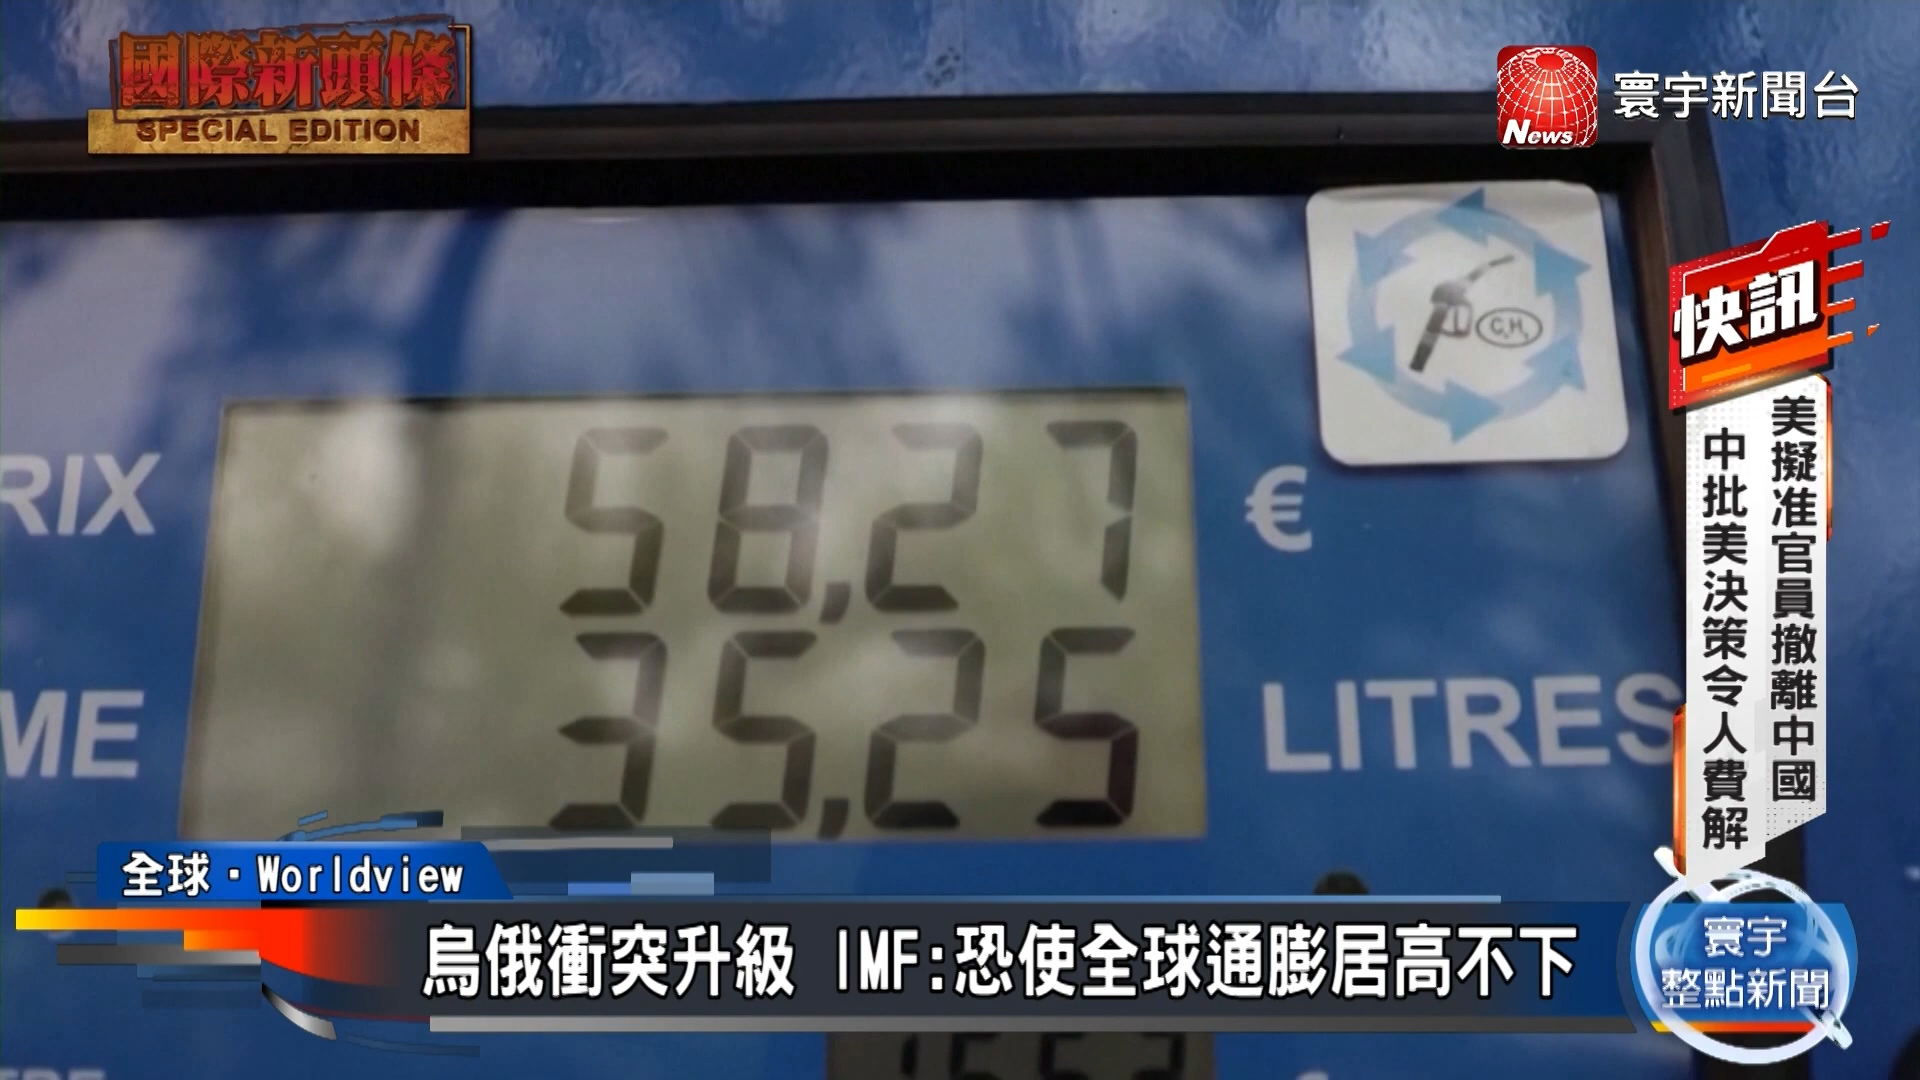 國際新頭條
SPECIAL EDITION
News
寰宇新聞台
快訊
美擬准官員撤離中國
中批美決策令人費解
RIX
58,27
€
ME
35,25
LITRES
全球·Worldview
烏俄衝突升級 IMF:恐使全球通膨居高不下
寰宇
整點新聞